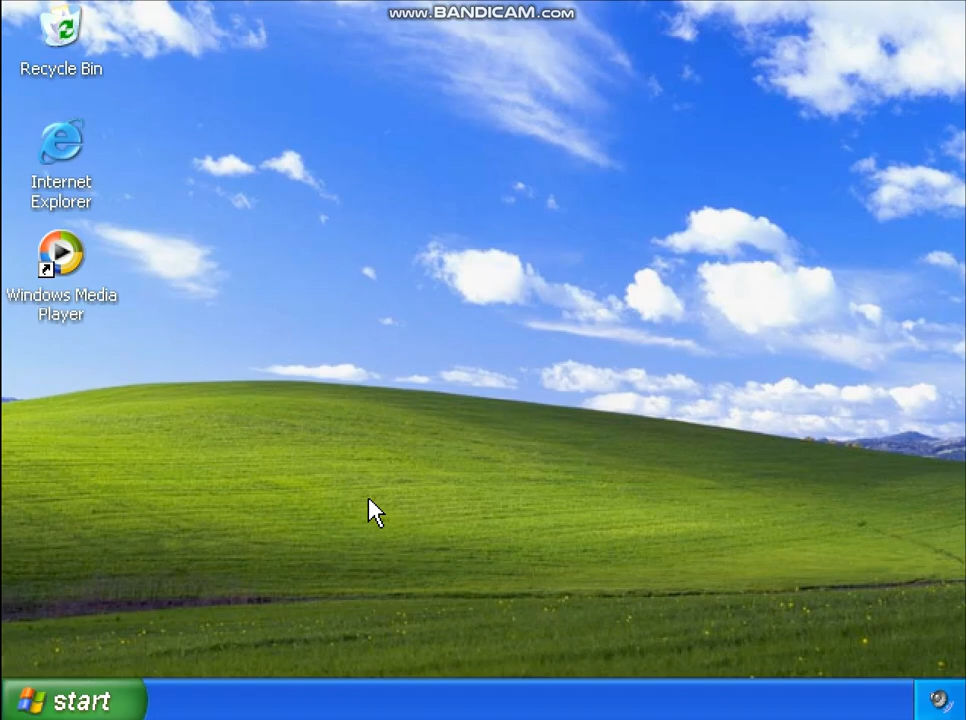 www.BANDICAM.com
Recycle Bin
Internet
Explorer
Windows Media
Player
start